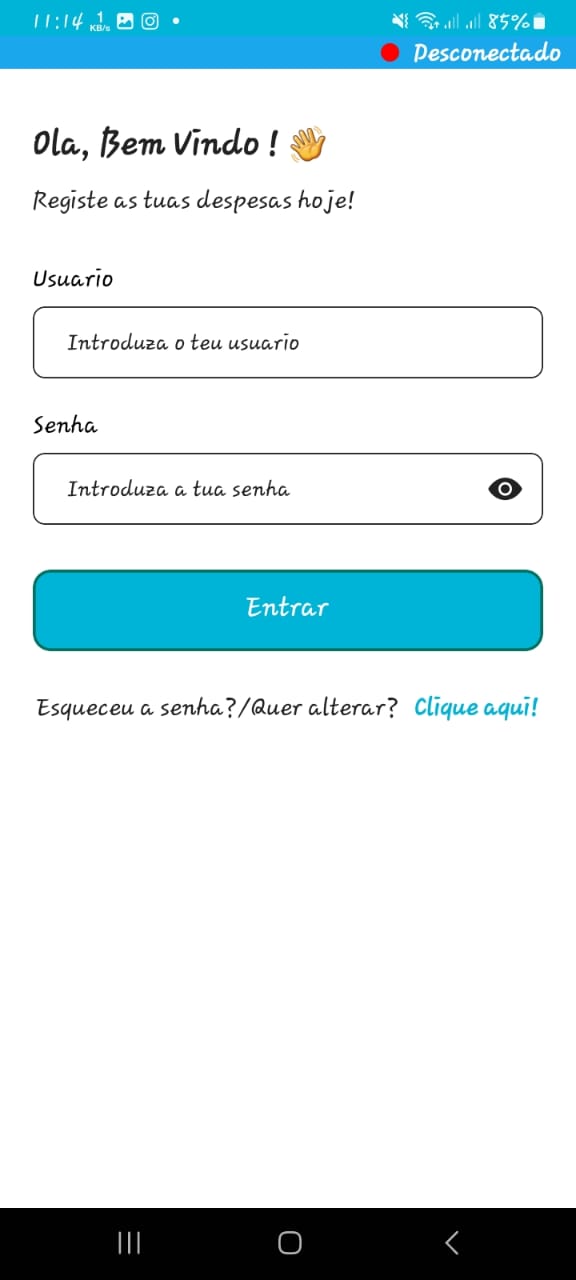 11:14 1 KB/s 85%
Desconectado
Ola, Bem Vindo ! 👋
Registe as tuas despesas hoje!
Usuario
Introduza o teu usuario
Senha
Introduza a tua senha
Entrar
Esqueceu a senha?/Quer alterar? Clique aqui!